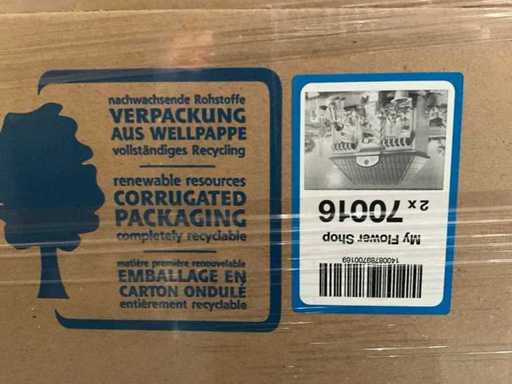 nachwachsende Rohstoffe
VERPACKUNG
AUS WELLPAPPE
vollständiges Recycling
renewable resources
CORRUGATED
PACKAGING
completely recyclable
matière première renouvelable
EMBALLAGE EN
CARTON ONDULÉ
entièrement recyclable
14008789700169
My Flower Shop
2 x 70016